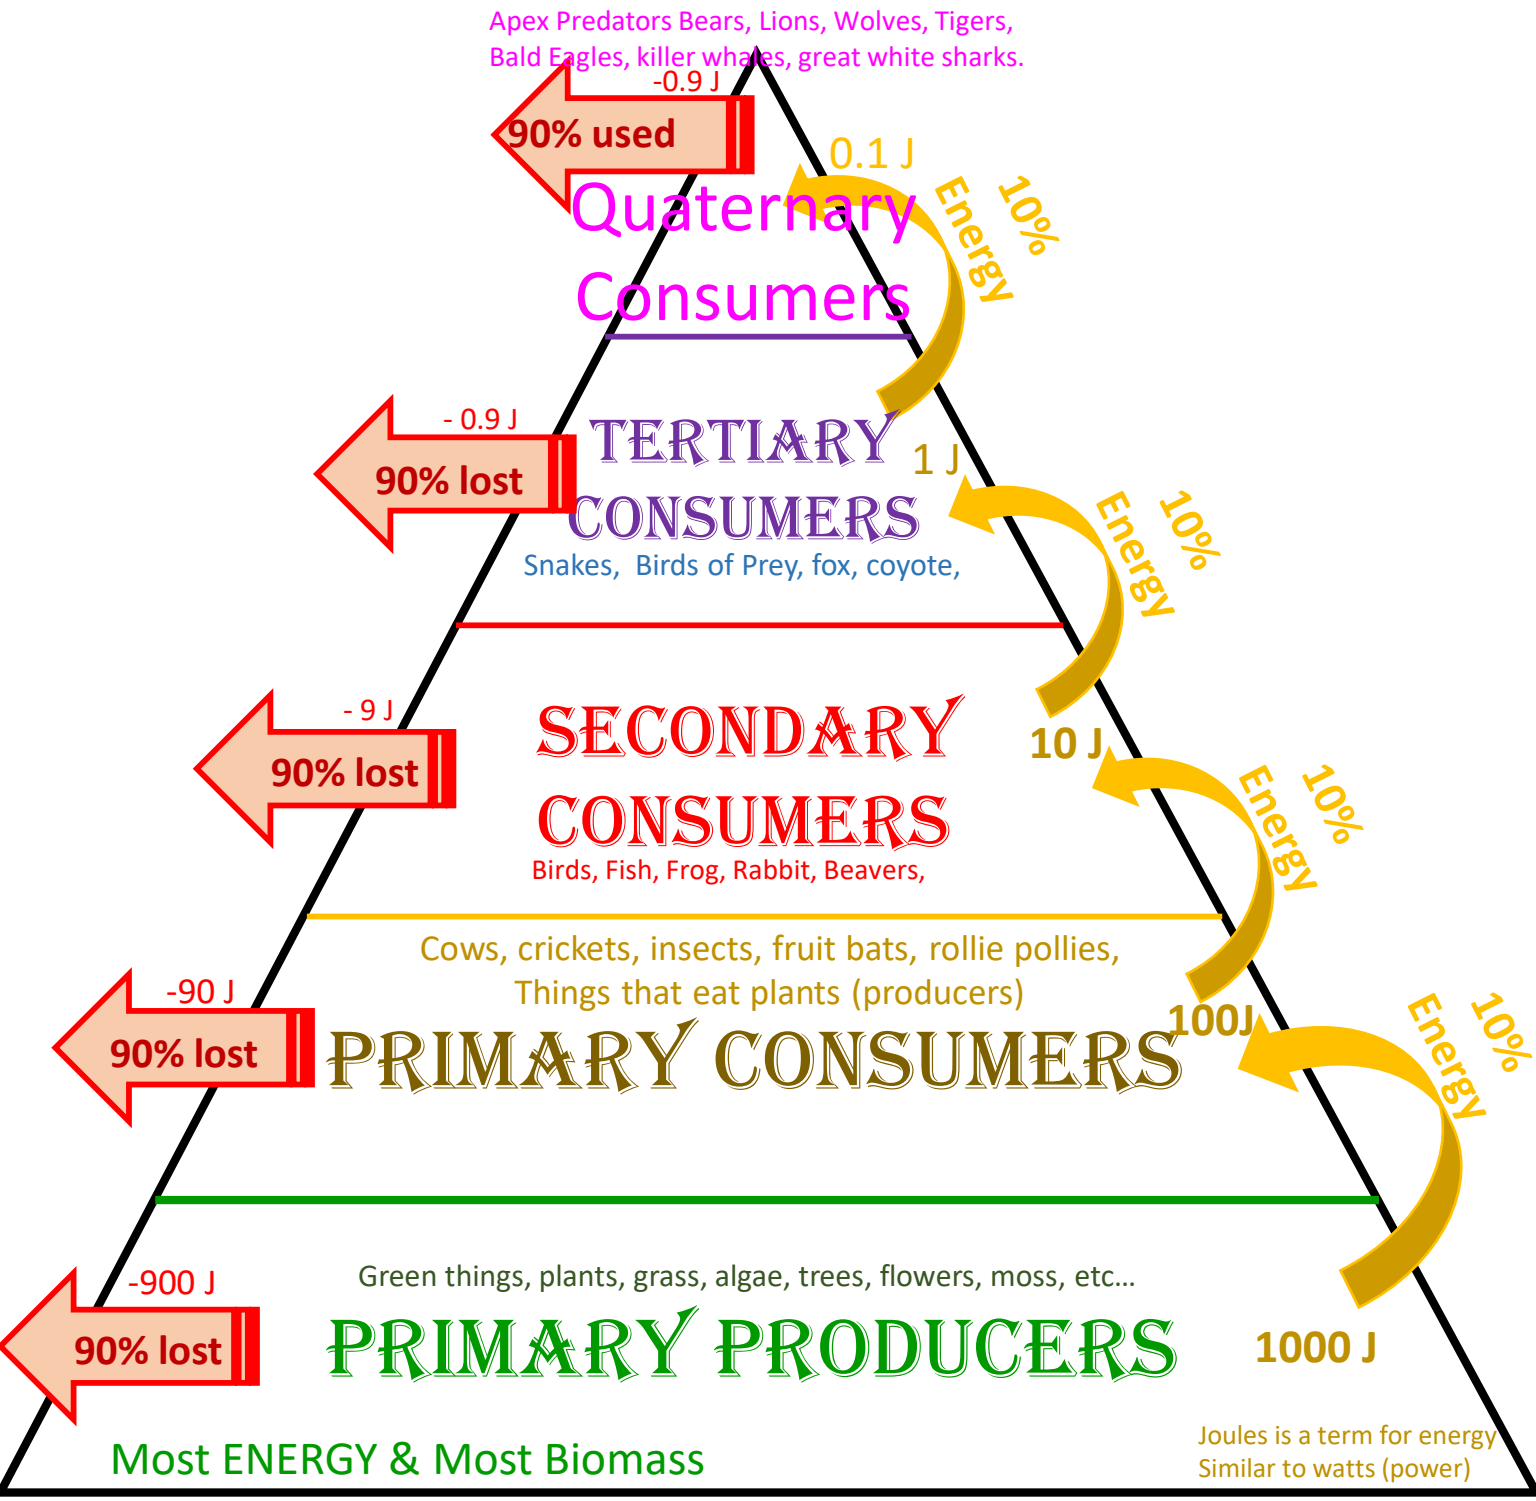 Apex Predators Bears, Lions, Wolves, Tigers,
Bald Eagles, killer whales, great white sharks.
-0.9 J
90% used
0.1 J
10%
Energy
Quaternary
Consumers
- 0.9 J
90% lost
TERTIARY
CONSUMERS
1 J
10%
Energy
Snakes,  Birds of Prey, fox, coyote,
- 9 J
90% lost
SECONDARY
CONSUMERS
10 J
10%
Energy
Birds, Fish, Frog, Rabbit, Beavers,
Cows, crickets, insects, fruit bats, rollie pollies,
Things that eat plants (producers)
-90 J
90% lost
PRIMARY CONSUMERS
100J
10%
Energy
-900 J
90% lost
Green things, plants, grass, algae, trees, flowers, moss, etc...
PRIMARY PRODUCERS
1000 J
Most ENERGY & Most Biomass
Joules is a term for energy
Similar to watts (power)